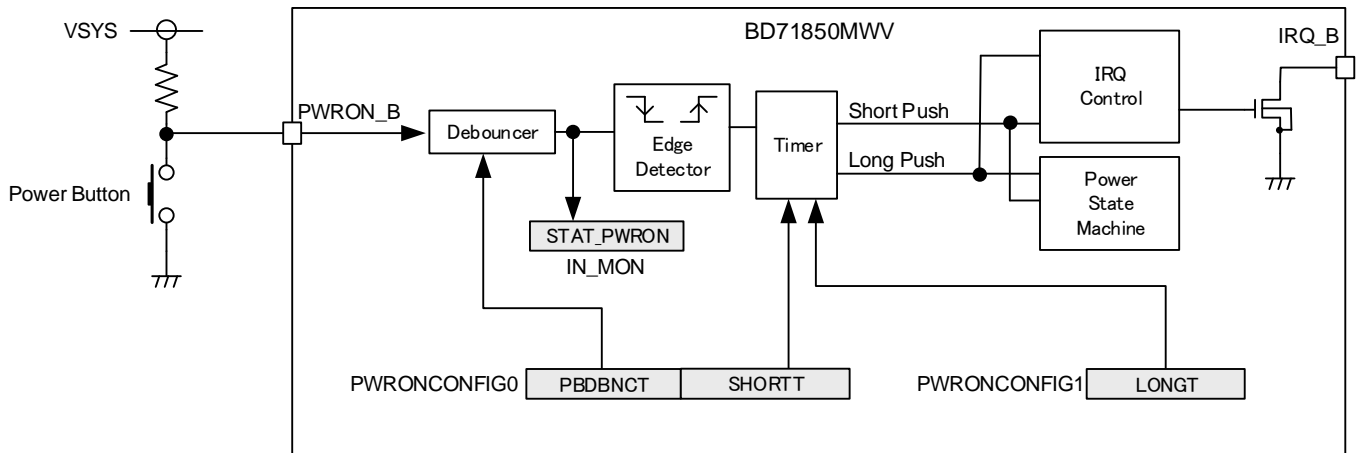 BD71850MWV
VSYS
IRQ_B
IRQ
Control
PWRON_B
Debouncer
Edge
Detector
Timer
Short Push
Long Push
Power
State
Machine
Power Button
STAT_PWRON
IN_MON
PWRONCONFIG0
PBDBNCT
SHORTT
PWRONCONFIG1
LONGT